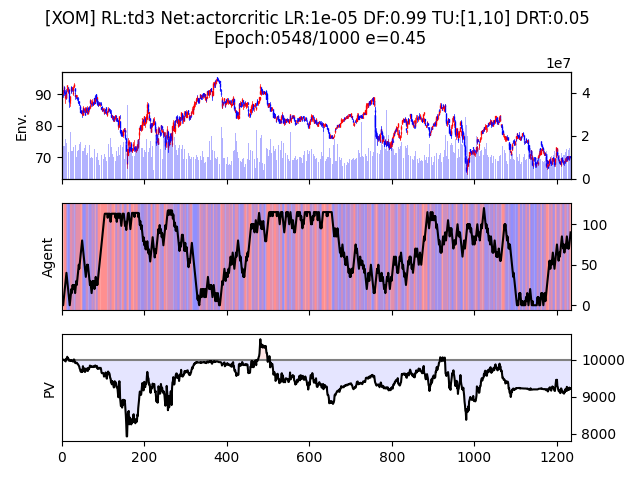 [XOM] RL:td3 Net:actorcritic LR:1e-05 DF:0.99 TU:[1,10] DRT:0.05
Epoch:0548/1000 e=0.45
1e7
90
80
70
Env.
4
2
0
Agent
100
50
0
PV
10000
9000
8000
0 200 400 600 800 1000 1200